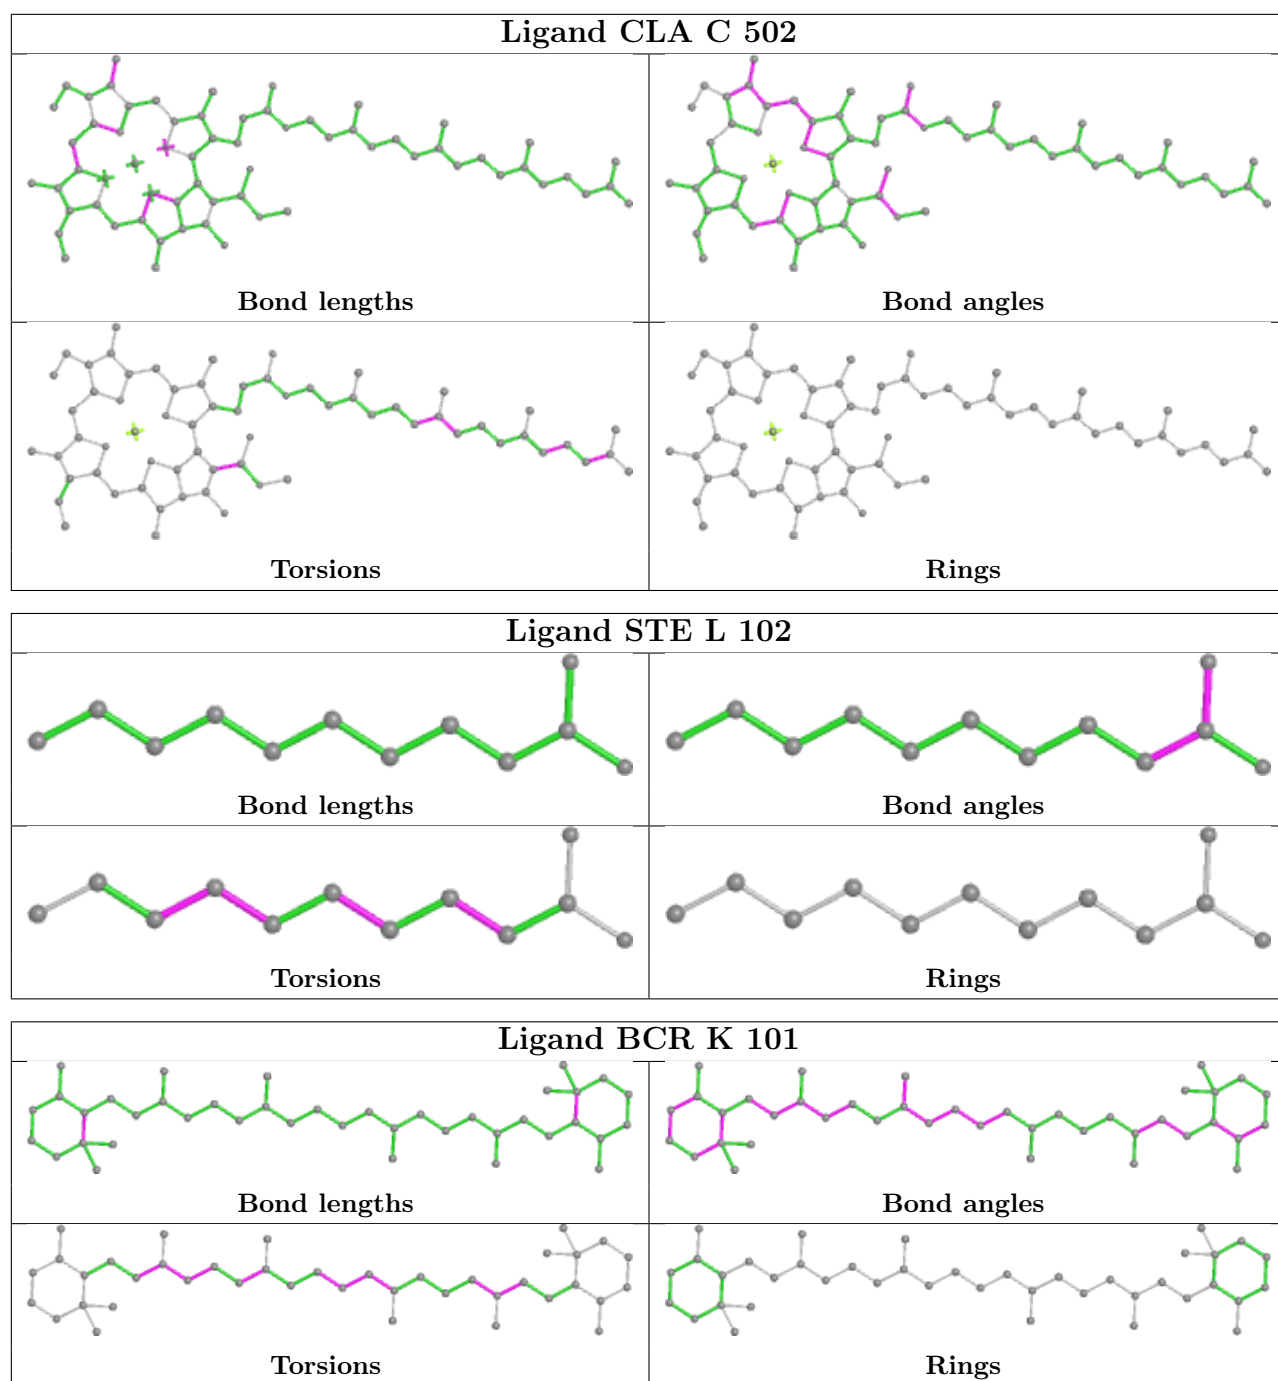 Ligand CLA C 502
Bond lengths
Bond angles
Torsions
Rings
Ligand STE L 102
Bond lengths
Bond angles
Torsions
Rings
Ligand BCR K 101
Bond lengths
Bond angles
Torsions
Rings